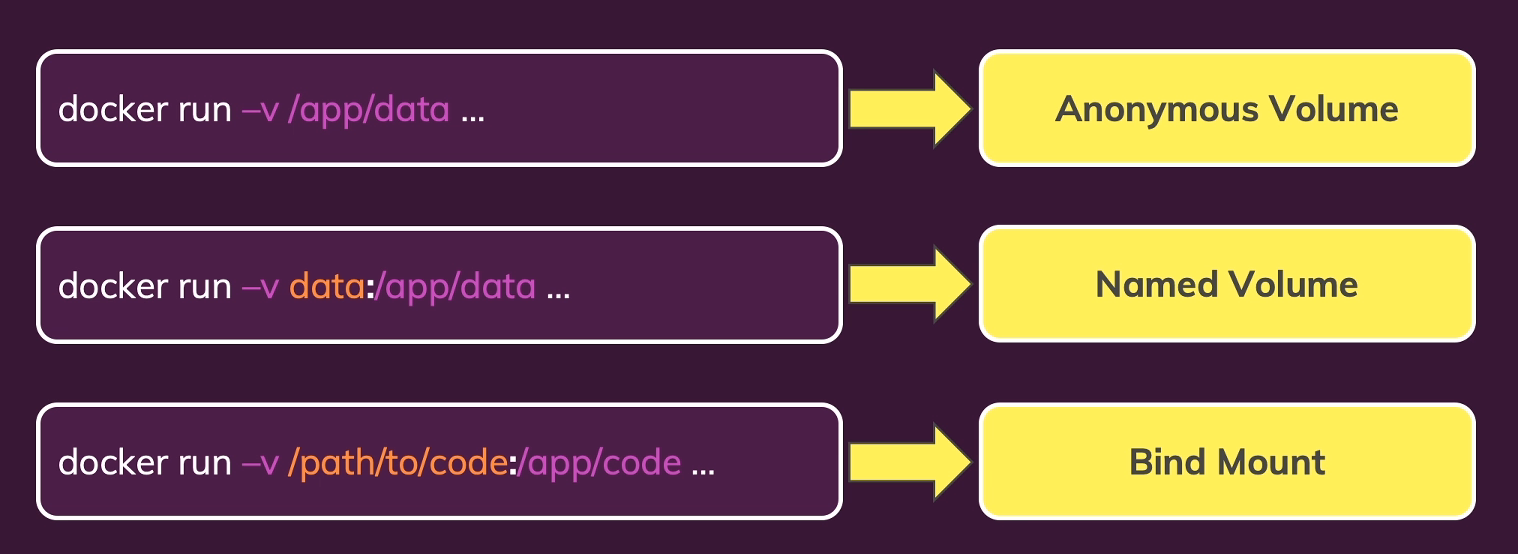 docker run –v /app/data ...
Anonymous Volume
docker run –v data:/app/data ...
Named Volume
docker run –v /path/to/code:/app/code ...
Bind Mount